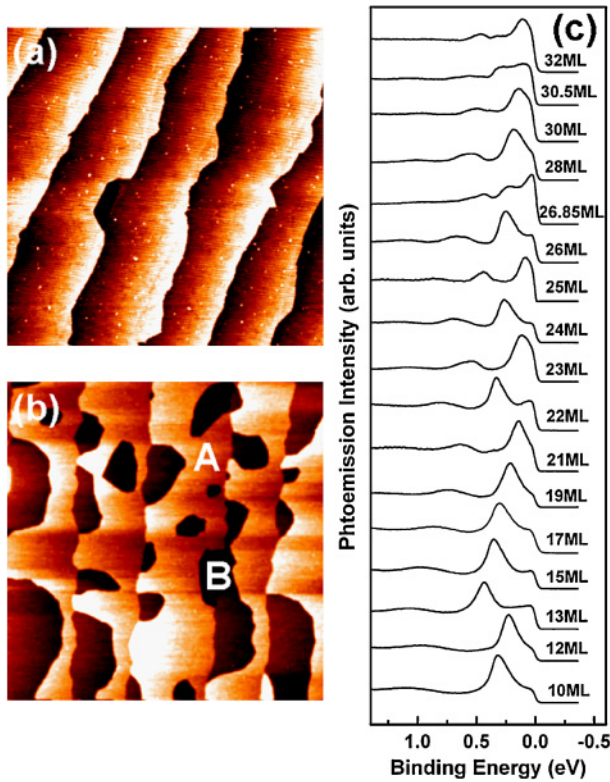 (a)
(b)
A
B
(c)
32ML
30.5ML
30ML
28ML
26.85ML
26ML
25ML
24ML
23ML
22ML
21ML
19ML
17ML
15ML
13ML
12ML
10ML
Phtoemission Intensity (arb. units)
1.0 0.5 0.0 -0.5
Binding Energy (eV)